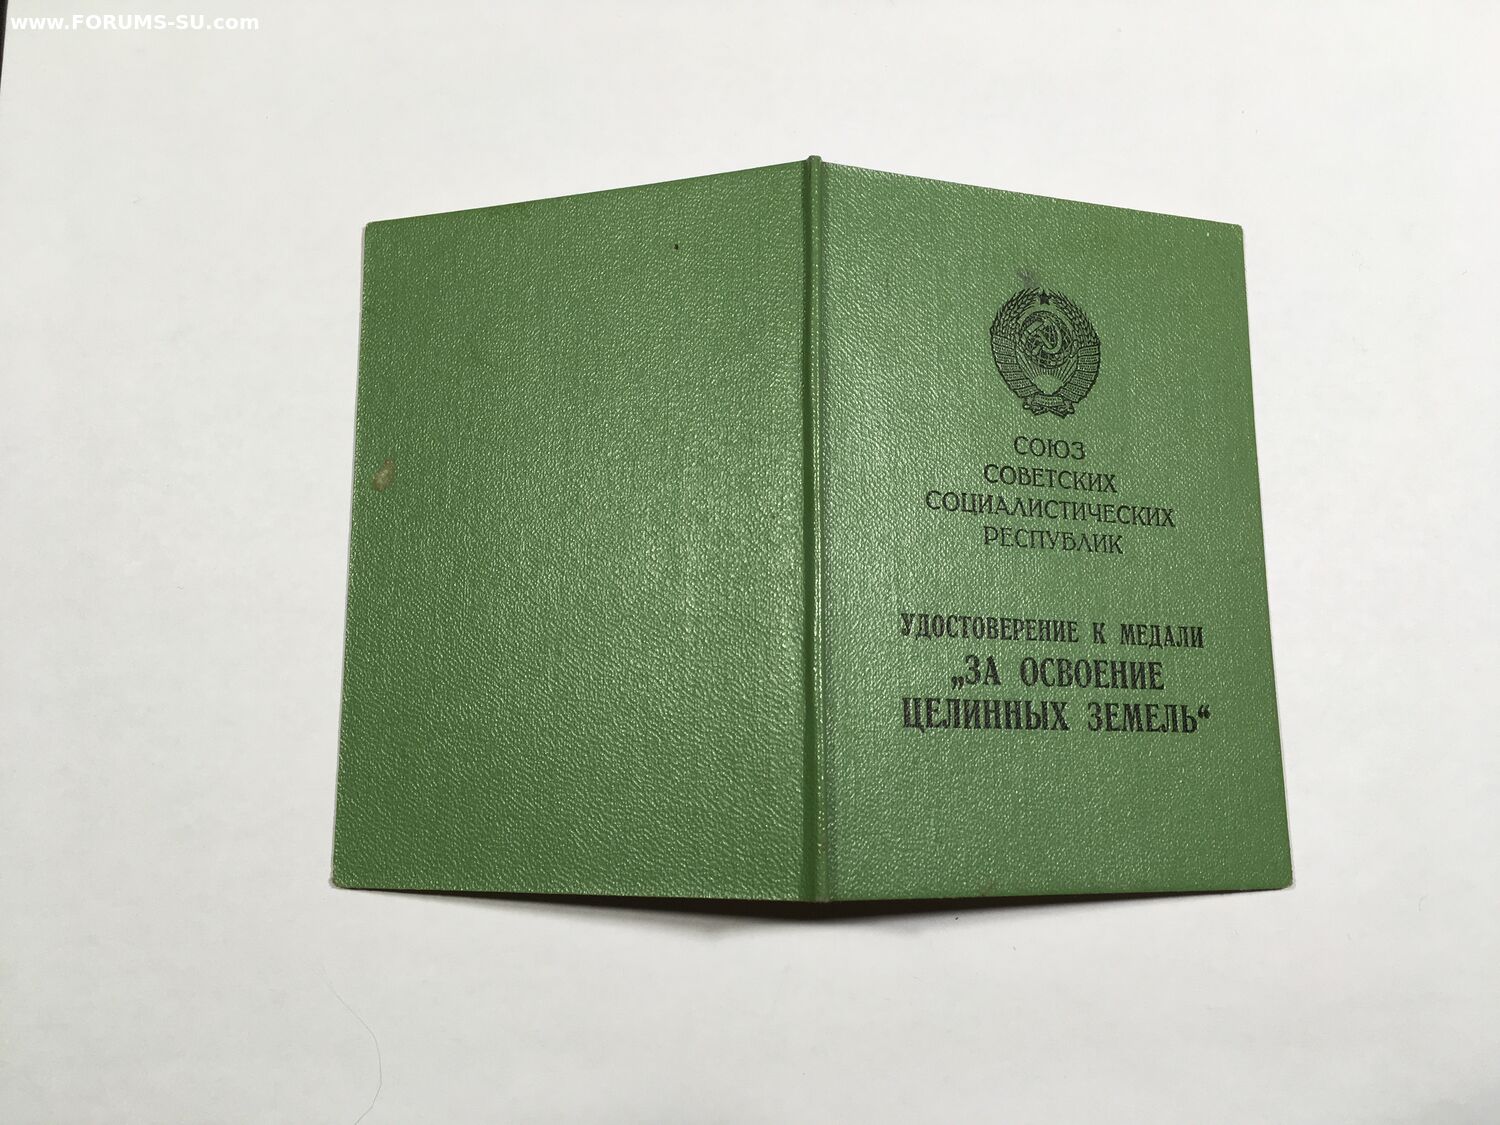 www.FORUMS-SU.com
СОЮЗ
СОВЕТСКИХ
СОЦИАЛИСТИЧЕСКИХ
РЕСПУБЛИК
УДОСТОВЕРЕНИЕ К МЕДАЛИ
„ЗА ОСВОЕНИЕ
ЦЕЛИННЫХ ЗЕМЕЛЬ“